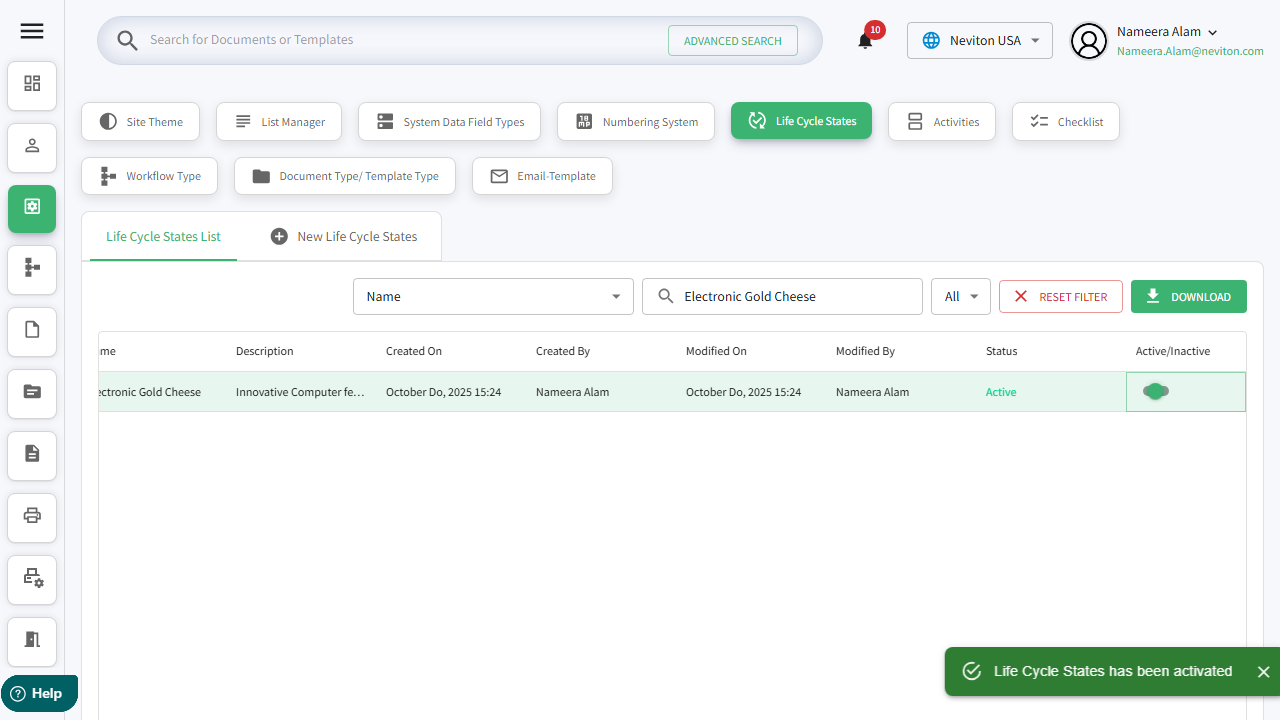 Search for Documents or Templates
ADVANCED SEARCH
10
Neviton USA
Nameera Alam
Nameera.Alam@neviton.com
Site Theme
List Manager
System Data Field Types
Numbering System
Life Cycle States
Activities
Checklist
Workflow Type
Document Type/ Template Type
Email-Template
Life Cycle States List
New Life Cycle States
Name
Electronic Gold Cheese
All
RESET FILTER
DOWNLOAD
me Description Created On Created By Modified On Modified By Status Active/Inactive
ectronic Gold Cheese Innovative Computer fe... October Do, 2025 15:24 Nameera Alam October Do, 2025 15:24 Nameera Alam Active
Life Cycle States has been activated
Help